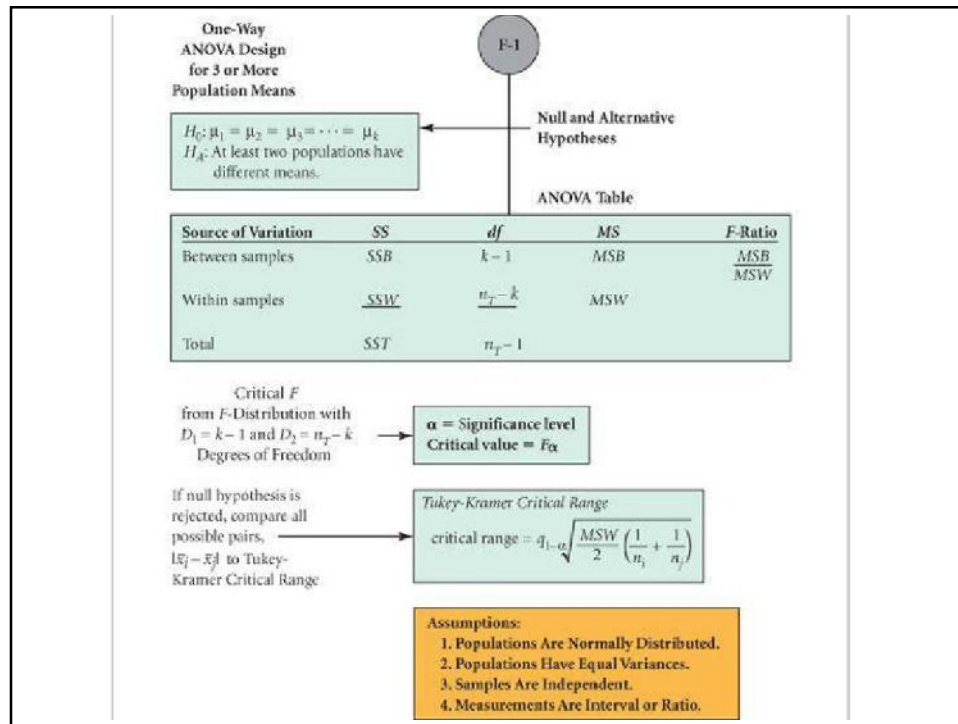 One-Way
ANOVA Design
for 3 or More
Population Means
F-1
H₀: μ₁ = μ₂ = μ₃ = ⋯ = μₖ
H_A: At least two populations have
different means.
Null and Alternative
Hypotheses
ANOVA Table
Source of Variation SS df MS F-Ratio
Between samples SSB k – 1 MSB MSB
MSW
Within samples SSW n_T – k MSW
Total SST n_T – 1
Critical F
from F-Distribution with
D₁ = k – 1 and D₂ = n_T – k
Degrees of Freedom
α = Significance level
Critical value = Fα
If null hypothesis is
rejected, compare all
possible pairs,
|x̄ᵢ – x̄ⱼ| to Tukey-
Kramer Critical Range
Tukey-Kramer Critical Range
critical range = q₁₋α √(MSW/2 (1/nᵢ + 1/nⱼ))
Assumptions:
1. Populations Are Normally Distributed.
2. Populations Have Equal Variances.
3. Samples Are Independent.
4. Measurements Are Interval or Ratio.